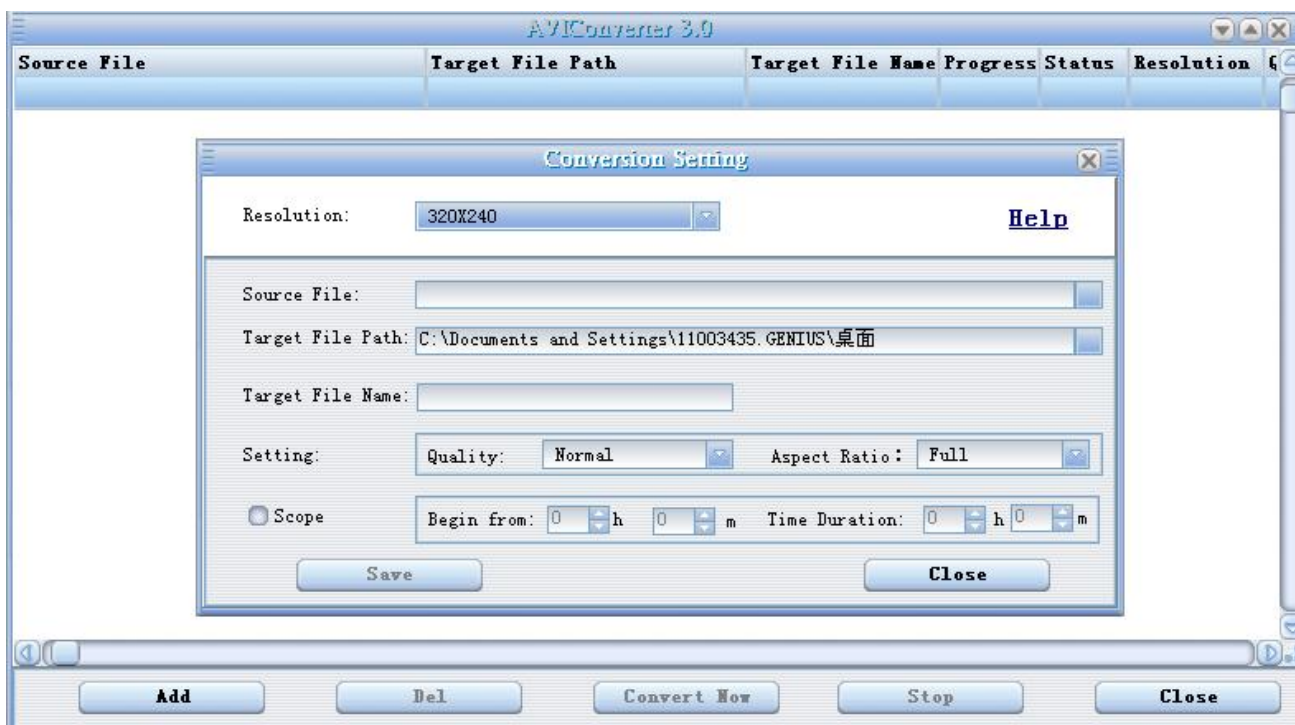 AVIConverter 3.0
Source File Target File Path Target File Name Progress Status Resolution
Conversion Setting
Resolution: 320X240 Help
Source File:
Target File Path: C:\Documents and Settings\11003435.GENIUS\桌面
Target File Name:
Setting: Quality: Normal Aspect Ratio: Full
Scope Begin from: 0 h 0 m Time Duration: 0 h 0 m
Save Close
Add Del Convert Now Stop Close